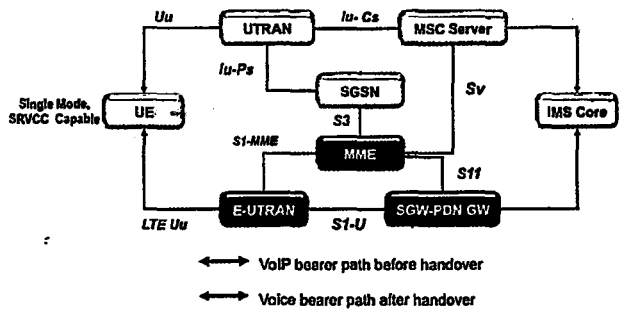 Uu
UTRAN
Iu- Cs
MSC Server
Iu-Ps
SGSN
Sv
Single Mode,
SRVCC Capable
UE
IMS Core
S3
S1-MME
MME
S11
E-UTRAN
SGW-PDN GW
LTE Uu
S1-U
VoIP bearer path before handover
Voice bearer path after handover